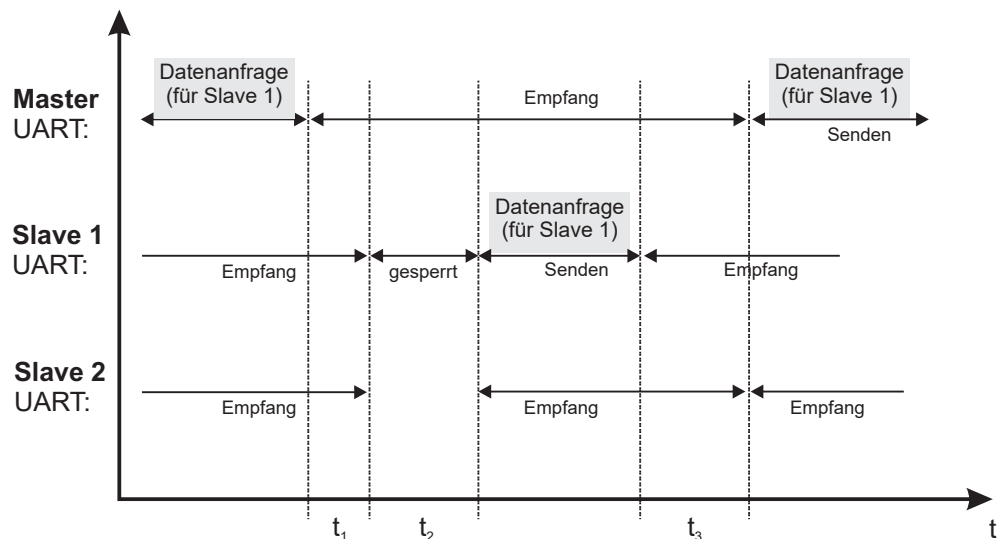 Datenanfrage
(für Slave 1)
Datenanfrage
(für Slave 1)
Master
UART:
Empfang
Senden
Datenanfrage
(für Slave 1)
Slave 1
UART:
Empfang
gesperrt
Senden
Empfang
Slave 2
UART:
Empfang
Empfang
Empfang
t₁
t₂
t₃
t